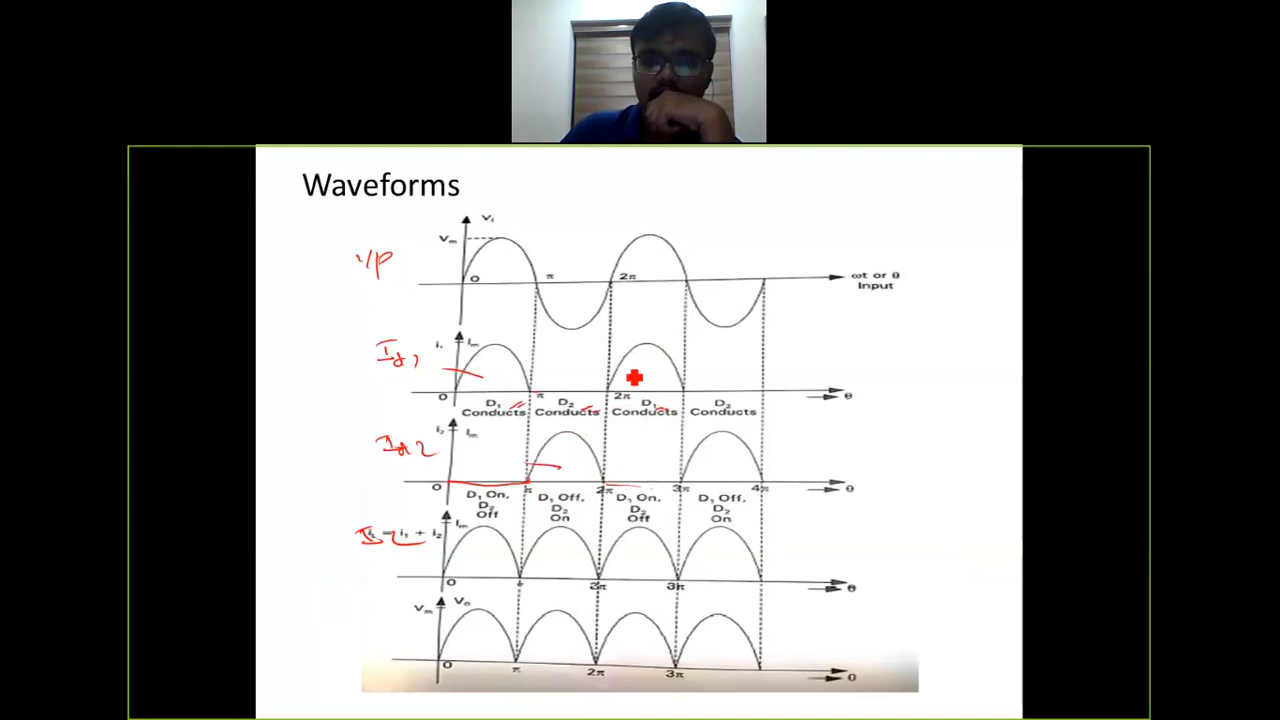 Waveforms
Vi
Vm
i/p
0 π 2π ωt or θ
Input
i1 Im
Id1
0 π 2π θ
D1 Conducts D2 Conducts D1 Conducts D2 Conducts
i2 Im
Id2
0 π 2π 3π 4π θ
D1 On, D2 Off D1 Off, D2 On D1 On, D2 Off D1 Off, D2 On
Im
= i1 + i2
0 2π 3π θ
Vm Vo
0 π 2π 3π θ